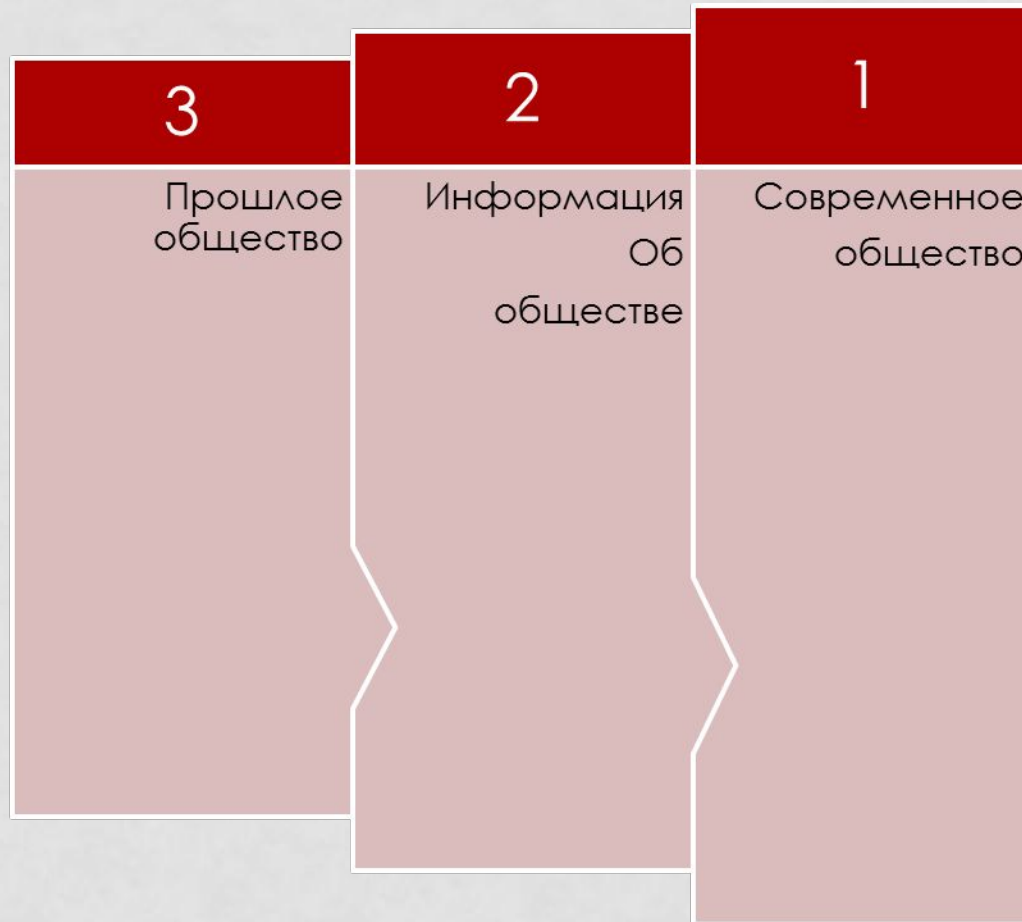 3
Прошлое
общество
2
Информация
Об
обществе
1
Современное
общество